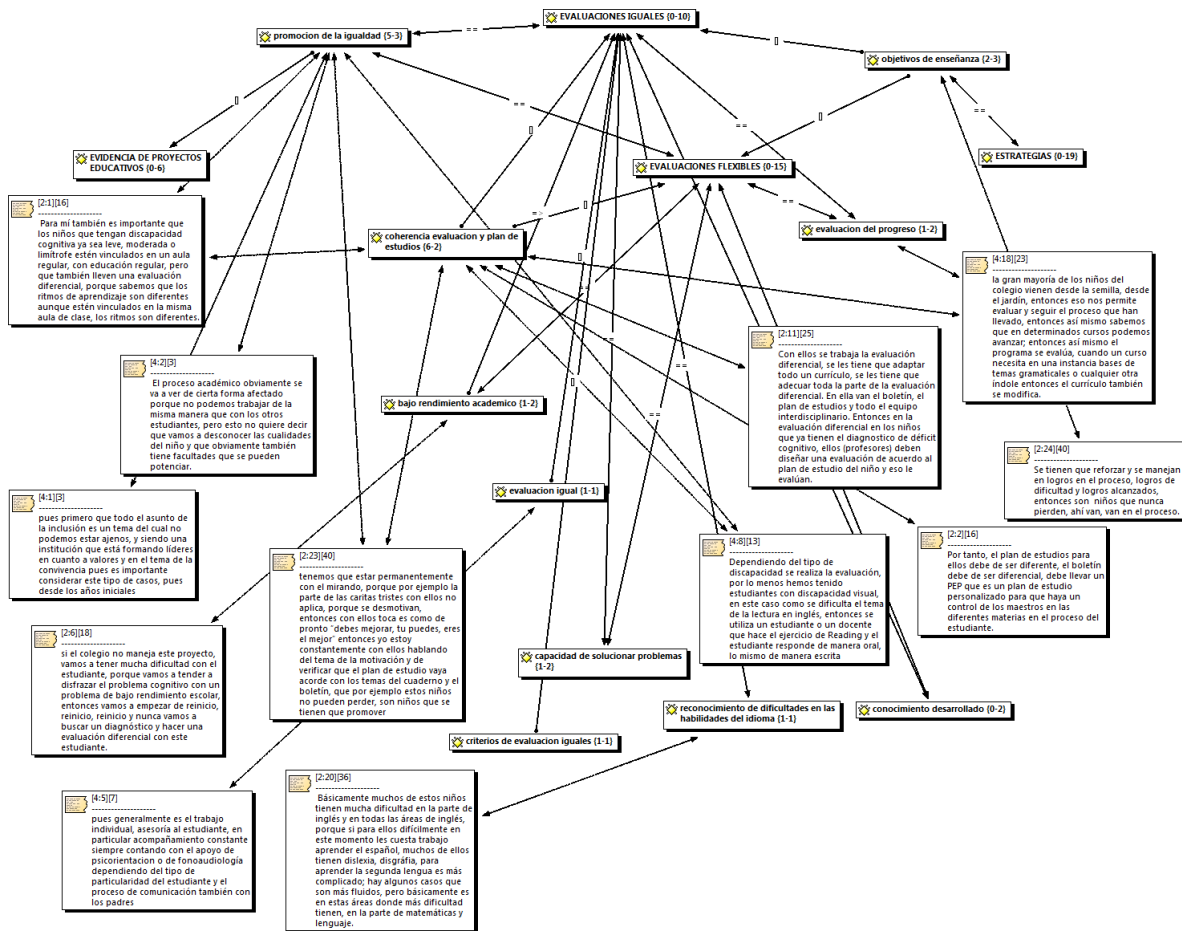 EVALUACIONES IGUALES {0-10}
promocion de la igualdad {5-3}
==
[]
objetivos de enseñanza {2-3}
[]
==
[]
==
==
[]
==
EVIDENCIA DE PROYECTOS
EDUCATIVOS {0-6}
EVALUACIONES FLEXIBLES {0-15}
ESTRATEGIAS {0-19}
[2:1][16]
--------------------
Para mí también es importante que
los niños que tengan discapacidad
cognitiva ya sea leve, moderada o
limítrofe estén vinculados en un aula
regular, con educación regular, pero
que también lleven una evaluación
diferencial, porque sabemos que los
ritmos de aprendizaje son diferentes
aunque estén vinculados en la misma
aula de clase, los ritmos son diferentes.
=>
[]
==
coherencia evaluacion y plan de
estudios {6-2}
evaluacion del progreso {1-2}
[]
[4:18][23]
--------------------
la gran mayoría de los niños del
colegio vienen desde la semilla, desde
el jardín, entonces eso nos permite
evaluar y seguir el proceso que han
llevado, entonces así mismo sabemos
que en determinados cursos podemos
avanzar; entonces así mismo el
programa se evalúa, cuando un curso
necesita en una instancia bases de
temas gramaticales o cualquier otra
índole entonces el currículo también
se modifica.
==
[2:11][25]
--------------------
Con ellos se trabaja la evaluación
diferencial, se les tiene que adaptar
todo un currículo, se les tiene que
adecuar toda la parte de la evaluación
diferencial. En ella van el boletín, el
plan de estudios y todo el equipo
interdisciplinario. Entonces en la
evaluación diferencial en los niños
que ya tienen el diagnostico de déficit
cognitivo, ellos (profesores) deben
diseñar una evaluación de acuerdo al
plan de estudio del niño y eso le
evalúan.
[4:2][3]
--------------------
El proceso académico obviamente se
va a ver de cierta forma afectado
porque no podemos trabajar de la
misma manera que con los otros
estudiantes, pero esto no quiere decir
que vamos a desconocer las cualidades
del niño y que obviamente también
tiene facultades que se pueden
potenciar.
==
==
[]
bajo rendimiento academico {1-2}
==
[2:24][40]
--------------------
Se tienen que reforzar y se manejan
en logros en el proceso, logros de
dificultad y logros alcanzados,
entonces son niños que nunca
pierden, ahí van, van en el proceso.
[4:1][3]
--------------------
pues primero que todo el asunto de
la inclusión es un tema del cual no
podemos estar ajenos, y siendo una
institución que está formando líderes
en cuanto a valores y en el tema de la
convivencia pues es importante
considerar este tipo de casos, pues
desde los años iniciales
evaluacion igual {1-1}
[2:2][16]
--------------------
Por tanto, el plan de estudios para
ellos debe de ser diferente, el boletín
debe de ser diferencial, debe llevar un
PEP que es un plan de estudio
personalizado para que haya un
control de los maestros en las
diferentes materias en el proceso del
estudiante.
[4:8][13]
--------------------
Dependiendo del tipo de
discapacidad se realiza la evaluación,
por lo menos hemos tenido
estudiantes con discapacidad visual,
en este caso como se dificulta el tema
de la lectura en inglés, entonces se
utiliza un estudiante o un docente
que hace el ejercicio de Reading y el
estudiante responde de manera oral,
lo mismo de manera escrita
[2:23][40]
--------------------
tenemos que estar permanentemente
con el mirando, porque por ejemplo la
parte de las caritas tristes con ellos no
aplica, porque se desmotivan,
entonces con ellos toca es como de
pronto ¨debes mejorar, tu puedes, eres
el mejor¨ entonces yo estoy
constantemente con ellos hablando
del tema de la motivación y de
verificar que el plan de estudio vaya
acorde con los temas del cuaderno y el
boletín, que por ejemplo estos niños
no pueden perder, son niños que se
tienen que promover
[2:6][18]
--------------------
si el colegio no maneja este proyecto,
vamos a tener mucha dificultad con el
estudiante, porque vamos a tender a
disfrazar el problema cognitivo con un
problema de bajo rendimiento escolar,
entonces vamos a empezar de reinicio,
reinicio, reinicio y nunca vamos a
buscar un diagnóstico y hacer una
evaluación diferencial con este
estudiante.
capacidad de solucionar problemas
{1-2}
reconocimiento de dificultades en las
habilidades del idioma {1-1}
conocimiento desarrollado {0-2}
criterios de evaluacion iguales {1-1}
[2:20][36]
--------------------
Básicamente muchos de estos niños
tienen mucha dificultad en la parte de
inglés y en todas las áreas de inglés,
porque si para ellos difícilmente en
este momento les cuesta trabajo
aprender el español, muchos de ellos
tienen dislexia, disgráfia, para
aprender la segunda lengua es más
complicado; hay algunos casos que
son más fluidos, pero básicamente es
en estas áreas donde más dificultad
tienen, en la parte de matemáticas y
lenguaje.
[4:5][7]
--------------------
pues generalmente es el trabajo
individual, asesoría al estudiante, en
particular acompañamiento constante
siempre contando con el apoyo de
psicorientacion o de fonoaudiología
dependiendo del tipo de
particularidad del estudiante y el
proceso de comunicación también con
los padres